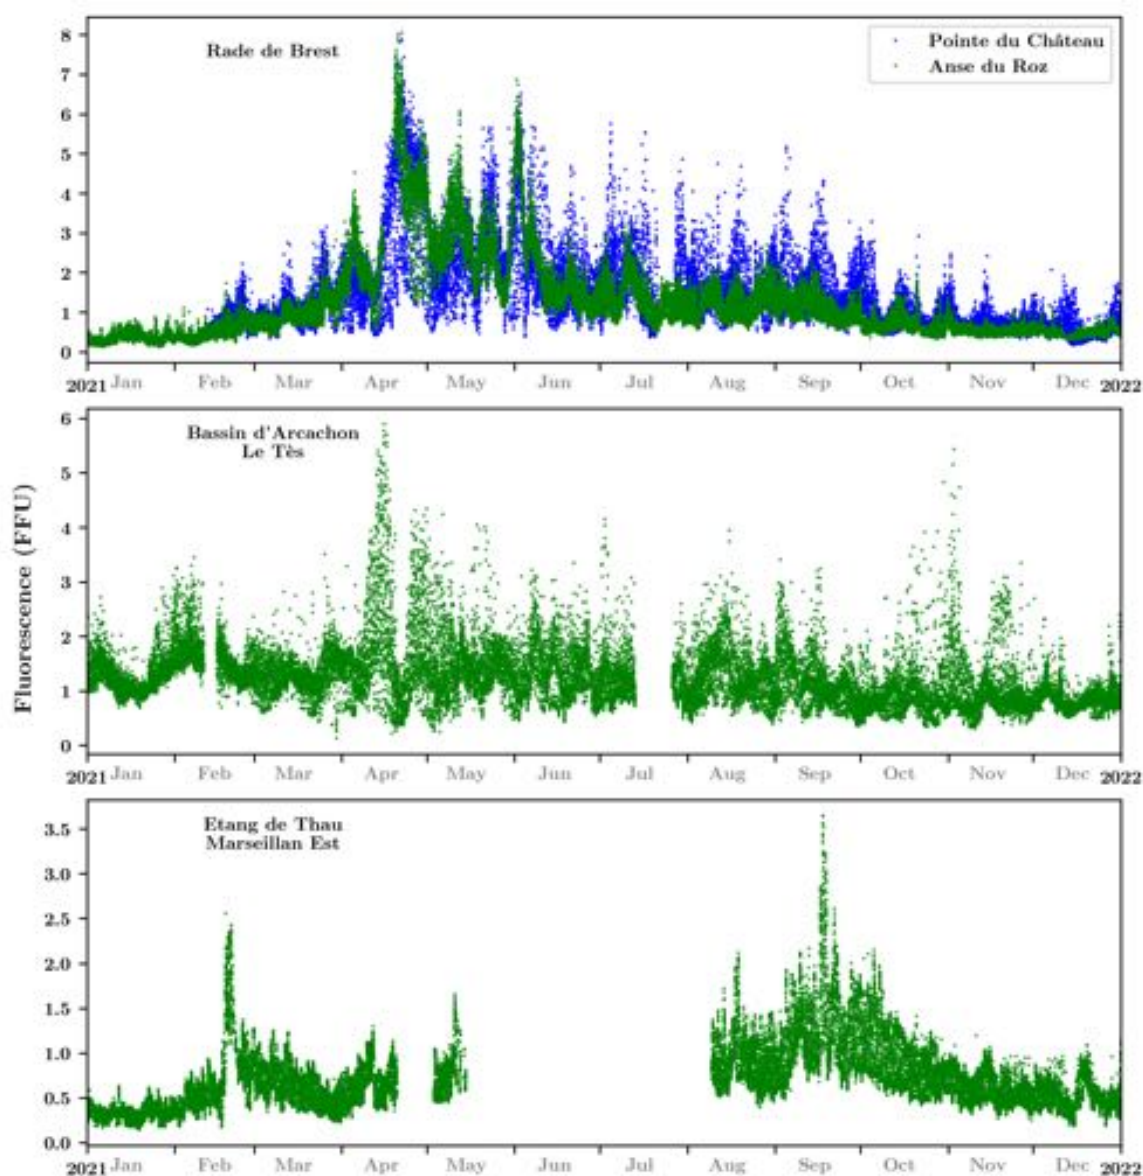 Rade de Brest
Pointe du Château
Anse du Roz
8
7
6
5
4
3
2
1
0
2021 Jan Feb Mar Apr May Jun Jul Aug Sep Oct Nov Dec 2022
Bassin d'Arcachon
Le Tès
Fluorescence (FFU)
6
5
4
3
2
1
0
2021 Jan Feb Mar Apr May Jun Jul Aug Sep Oct Nov Dec 2022
Etang de Thau
Marseillan Est
3.5
3.0
2.5
2.0
1.5
1.0
0.5
0.0
2021 Jan Feb Mar Apr May Jun Jul Aug Sep Oct Nov Dec 2022